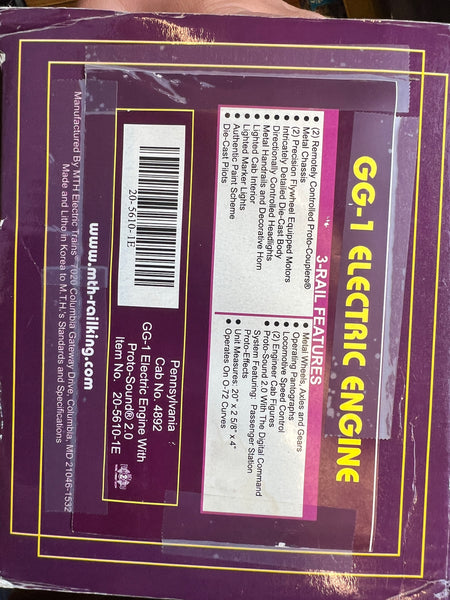 GG-1 ELECTRIC ENGINE
3-RAIL FEATURES
• (2) Remotely Controlled Proto-Couplers®
• Metal Chassis
• (2) Precision Flywheel Equipped Motors
• Intricately Detailed Die-Cast Body
• Directionally Controlled Headlights
• Metal Handrails and Decorative Horn
• Lighted Cab Interior
• Lighted Marker Lights
• Authentic Paint Scheme
• Die-Cast Pilots
• Metal Wheels, Axles and Gears
• Operating Pantographs
• Locomotive Speed Control
• (2) Engineer Cab Figures
• Proto-Sound 2.0 With The Digital Command
System Featuring: Passenger Station
Proto-Effects
• Unit Measures: 20" x 2 5/8" x 4"
• Operates On O-72 Curves
20-5610-1E
Pennsylvania
Cab No. 4892
GG-1 Electric Engine With
Proto-Sound® 2.0
Item No. 20-5610-1E
www.mth-railking.com
Manufactured By MTH Electric Trains™ 7020 Columbia Gateway Drive, Columbia, MD 21046-1532
Made and Litho in Korea to M.T.H.'s Standards and Specifications